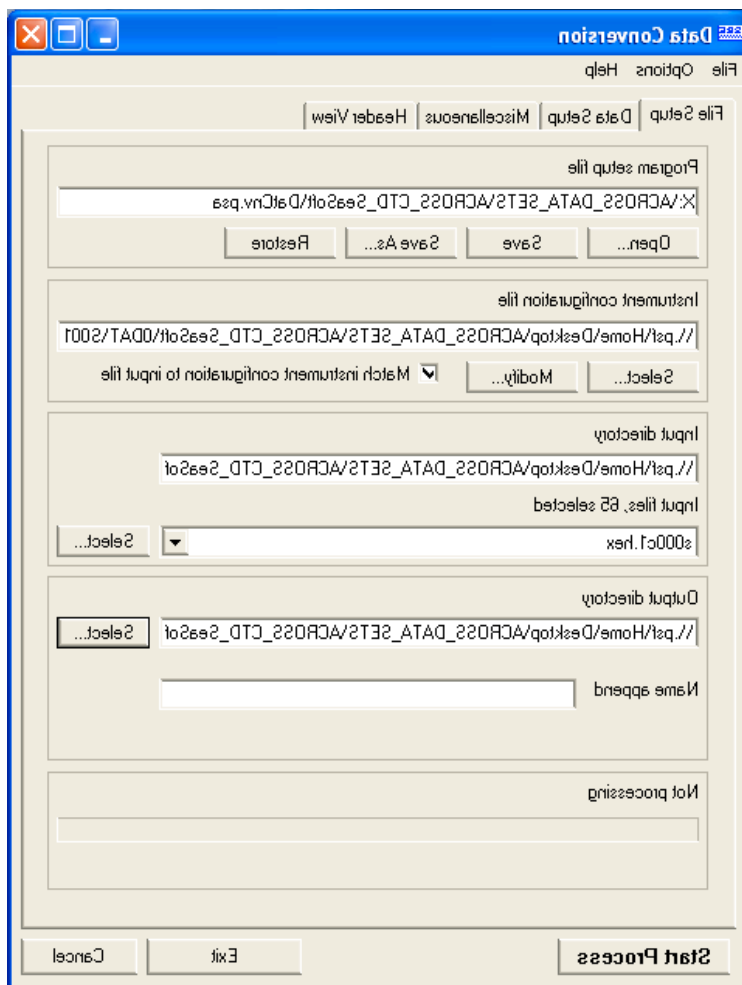 Data Conversion
File Options Help
File Setup Data Setup Miscellaneous Header View
Program setup file
X:\ACROSS_DATA_SETS\ACROSS_CTD_SeaSoft\DatCnv.psa
Open... Save Save As... Restore
Instrument configuration file
\\.psf\Home\Desktop\ACROSS_DATA_SETS\ACROSS_CTD_SeaSoft\0DAT\S001
Select... Modify... Match instrument configuration to input file
Input directory
\\.psf\Home\Desktop\ACROSS_DATA_SETS\ACROSS_CTD_SeaSof
Input files, 65 selected
s000c1.hex Select...
Output directory
\\.psf\Home\Desktop\ACROSS_DATA_SETS\ACROSS_CTD_SeaSof Select...
Name append
Not processing
Start Process Exit Cancel